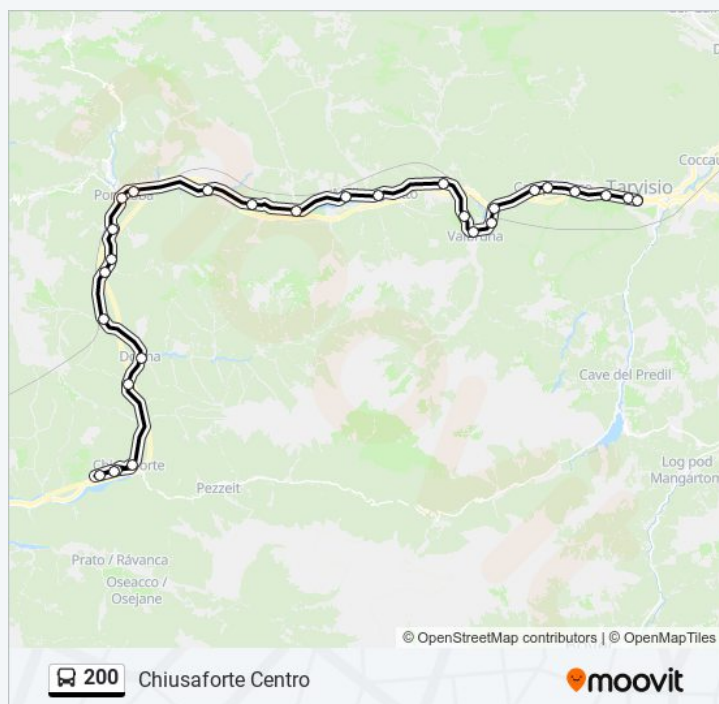 Coccau
Tarvisio
Valbruna
Dogna
Cave del Predil
Chiusaforte
Log pod
Mangartom
Pezzeit
Prato / Rávanca
Oseacco /
Osejane
© OpenStreetMap contributors | © OpenMapTiles
200 Chiusaforte Centro
moovit